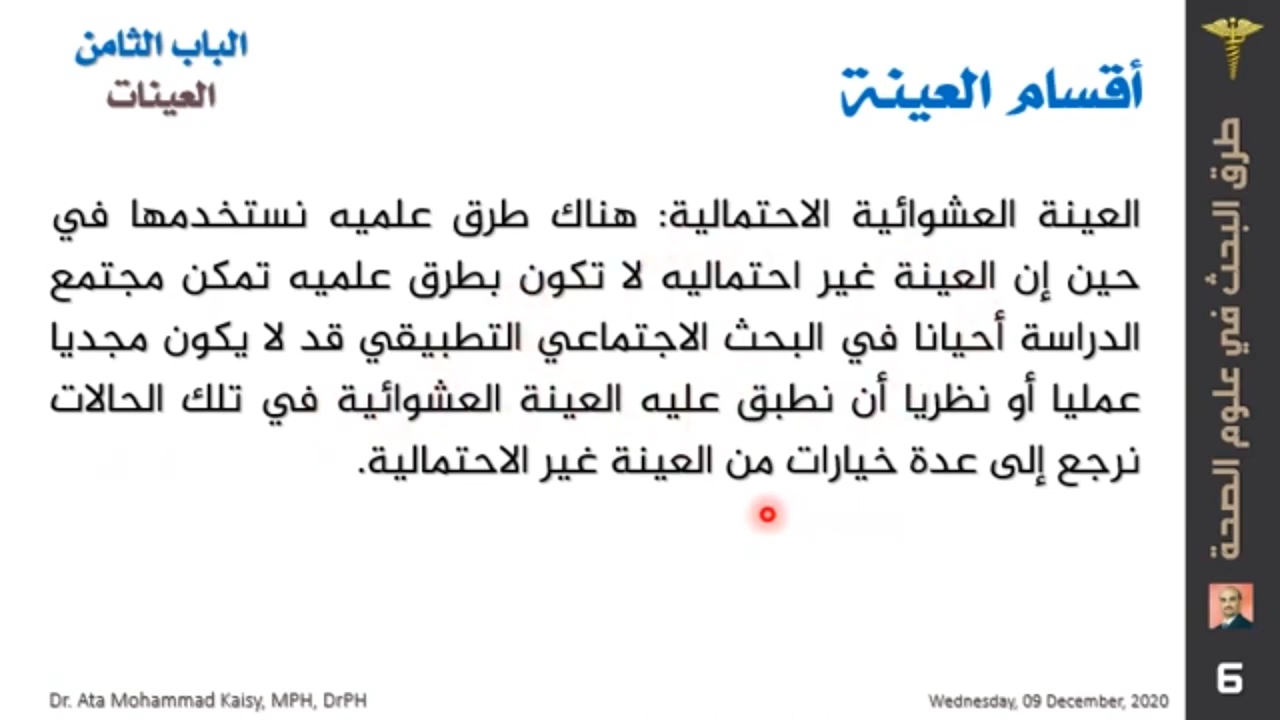 الباب الثامن
العينات
أقسام العينة
العينة العشوائية الاحتمالية: هناك طرق علميه نستخدمها في
حين إن العينة غير احتماليه لا تكون بطرق علميه تمكن مجتمع
الدراسة أحيانا في البحث الاجتماعي التطبيقي قد لا يكون مجديا
عمليا أو نظريا أن نطبق عليه العينة العشوائية في تلك الحالات
نرجع إلى عدة خيارات من العينة غير الاحتمالية.
طرق البحث في علوم الصحة
6
Dr. Ata Mohammad Kaisy, MPH, DrPH
Wednesday, 09 December, 2020